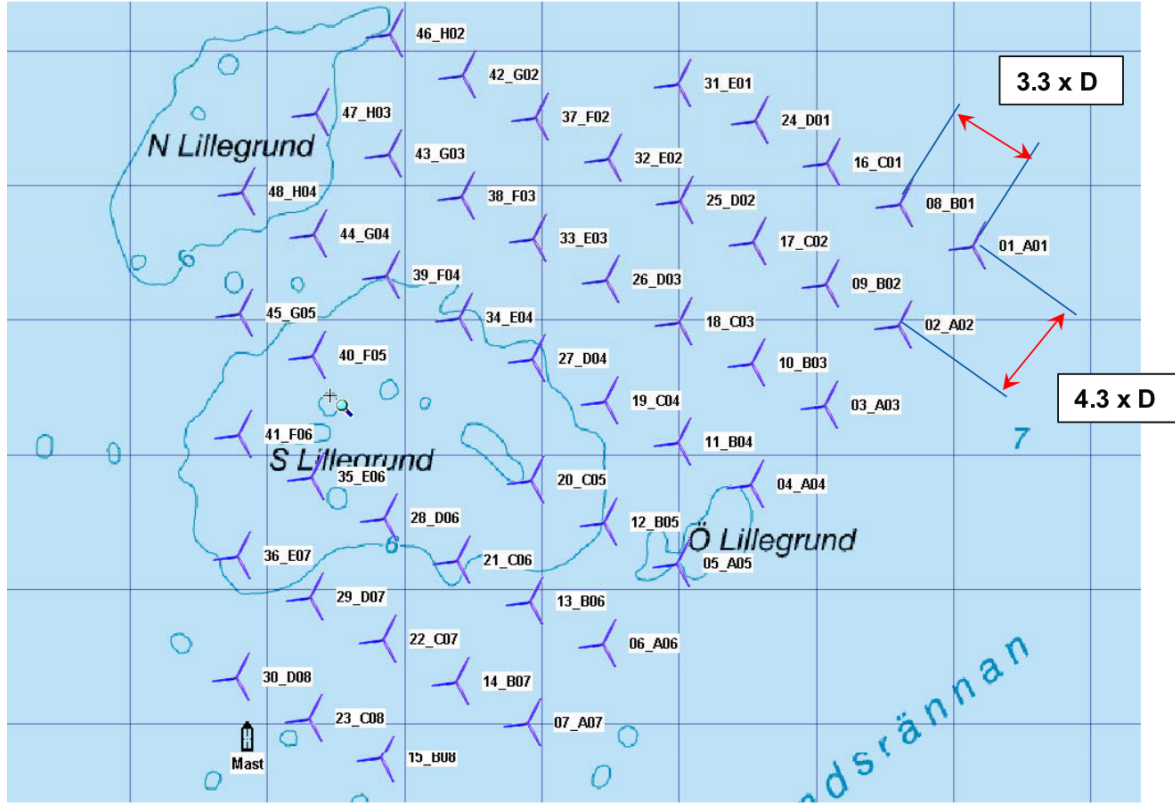 46_H02
42_G02
31_E01
3.3 x D
47_H03
37_F02
24_D01
N Lillegrund
43_G03
32_E02
16_C01
48_H04
38_F03
25_D02
08_B01
44_G04
33_E03
17_C02
01_A01
6
39_F04
26_D03
09_B02
45_G05
34_E04
18_C03
02_A02
40_F05
27_D04
10_B03
19_C04
03_A03
4.3 x D
41_F06
11_B04
7
S Lillegrund
35_E06
20_C05
04_A04
28_D06
12_B05
Ö Lillegrund
6
36_E07
21_C06
05_A05
29_D07
13_B06
22_C07
06_A06
30_D08
14_B07
23_C08
07_A07
Mast
15_B08
ndsrännan